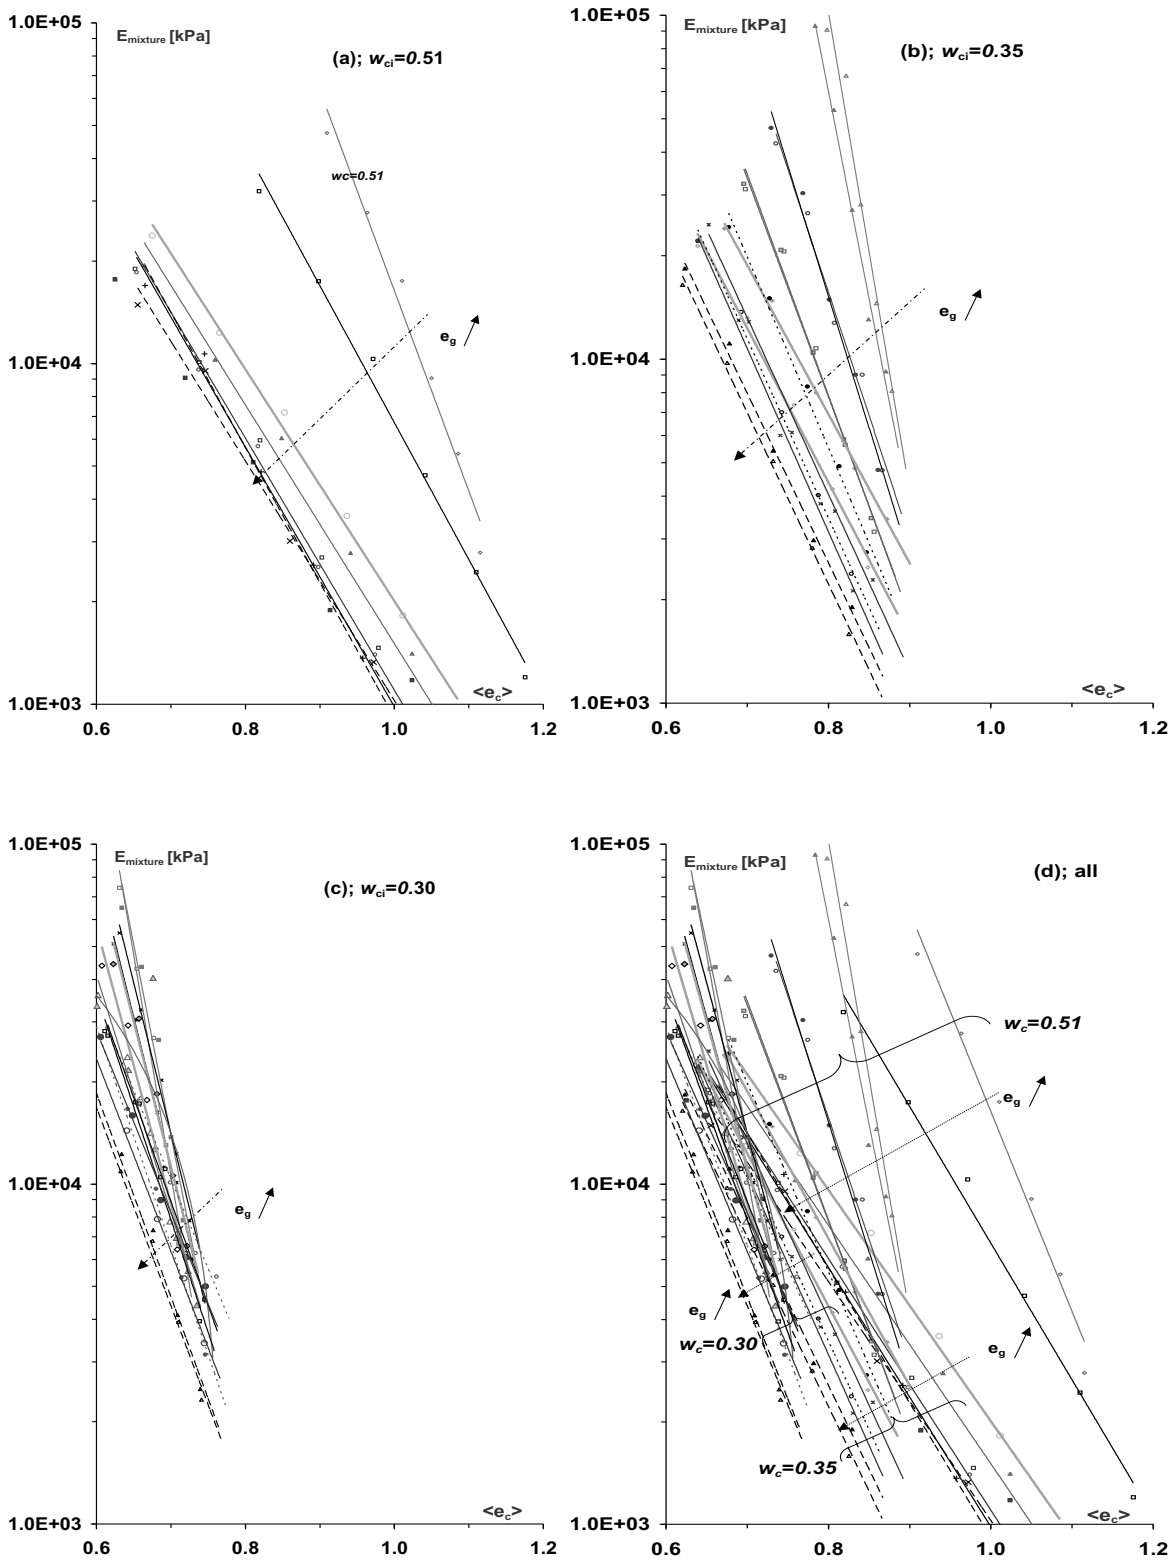 1.0E+05
E_mixture [kPa]
(a); w_ci=0.51
wc=0.51
e_g
1.0E+04
1.0E+03
<e_c>
0.6 0.8 1.0 1.2
1.0E+05
E_mixture [kPa]
(b); w_ci=0.35
e_g
1.0E+04
1.0E+03
<e_c>
0.6 0.8 1.0 1.2
1.0E+05
E_mixture [kPa]
(c); w_ci=0.30
1.0E+04
e_g
1.0E+03
<e_c>
0.6 0.8 1.0 1.2
1.0E+05
E_mixture [kPa]
(d); all
w_c=0.51
e_g
1.0E+04
e_g
w_c=0.30
e_g
w_c=0.35
1.0E+03
<e_c>
0.6 0.8 1.0 1.2